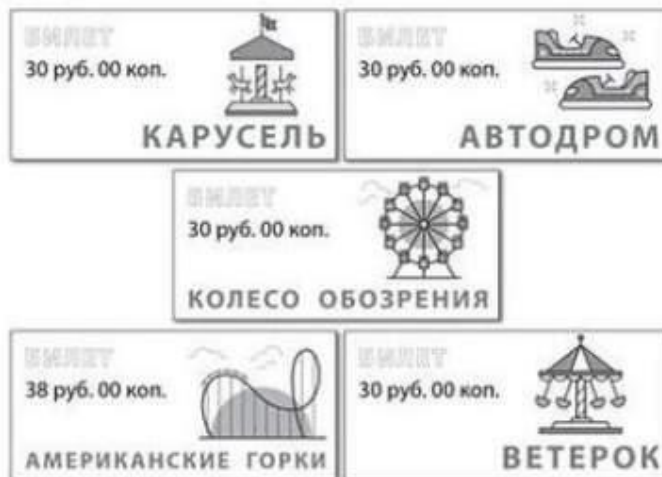 БИЛЕТ
30 руб. 00 коп.
КАРУСЕЛЬ
БИЛЕТ
30 руб. 00 коп.
АВТОДРОМ
БИЛЕТ
30 руб. 00 коп.
КОЛЕСО ОБОЗРЕНИЯ
БИЛЕТ
38 руб. 00 коп.
АМЕРИКАНСКИЕ ГОРКИ
БИЛЕТ
30 руб. 00 коп.
ВЕТЕРОК